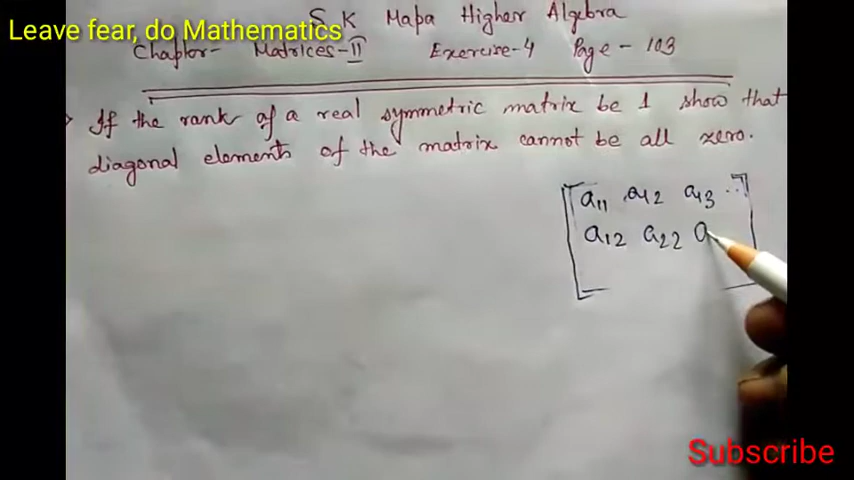 S K Mapa Higher Algebra
Leave fear, do Mathematics
Chapter- Matrices-II Exercise-4 Page-103
If the rank of a real symmetric matrix be 1 show that
diagonal elements of the matrix cannot be all zero.
a11 a12 a13 ..
a12 a22 a
Subscribe